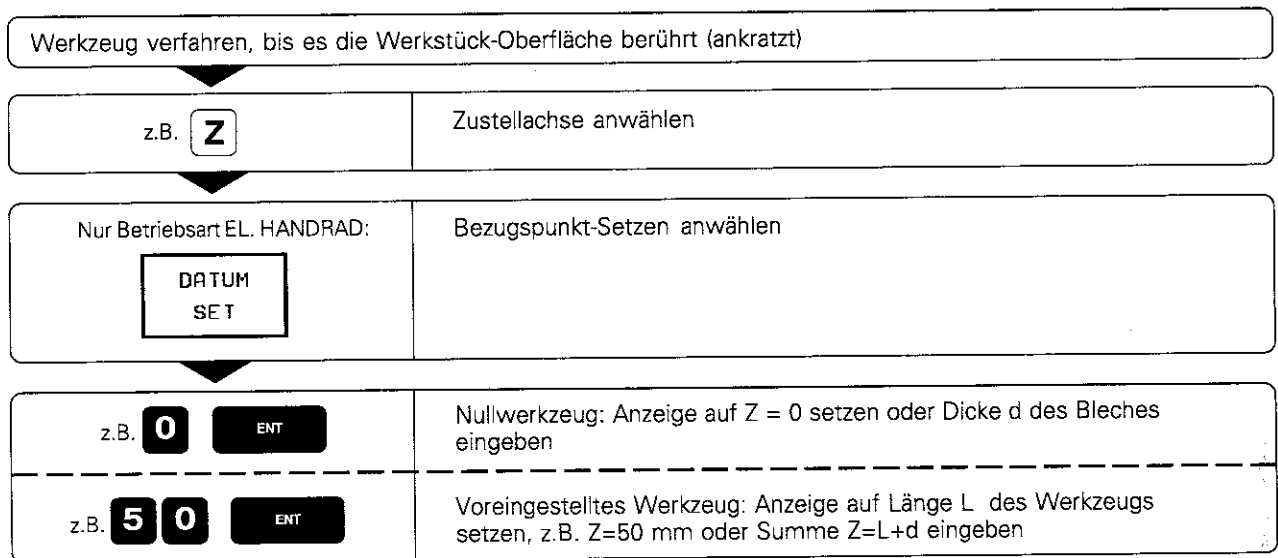 Werkzeug verfahren, bis es die Werkstück-Oberfläche berührt (ankratzt)
z.B. Z
Zustellachse anwählen
Nur Betriebsart EL. HANDRAD:
DATUM
SET
Bezugspunkt-Setzen anwählen
z.B. 0 ENT
Nullwerkzeug: Anzeige auf Z = 0 setzen oder Dicke d des Bleches
eingeben
z.B. 5 0 ENT
Voreingestelltes Werkzeug: Anzeige auf Länge L des Werkzeugs
setzen, z.B. Z=50 mm oder Summe Z=L+d eingeben